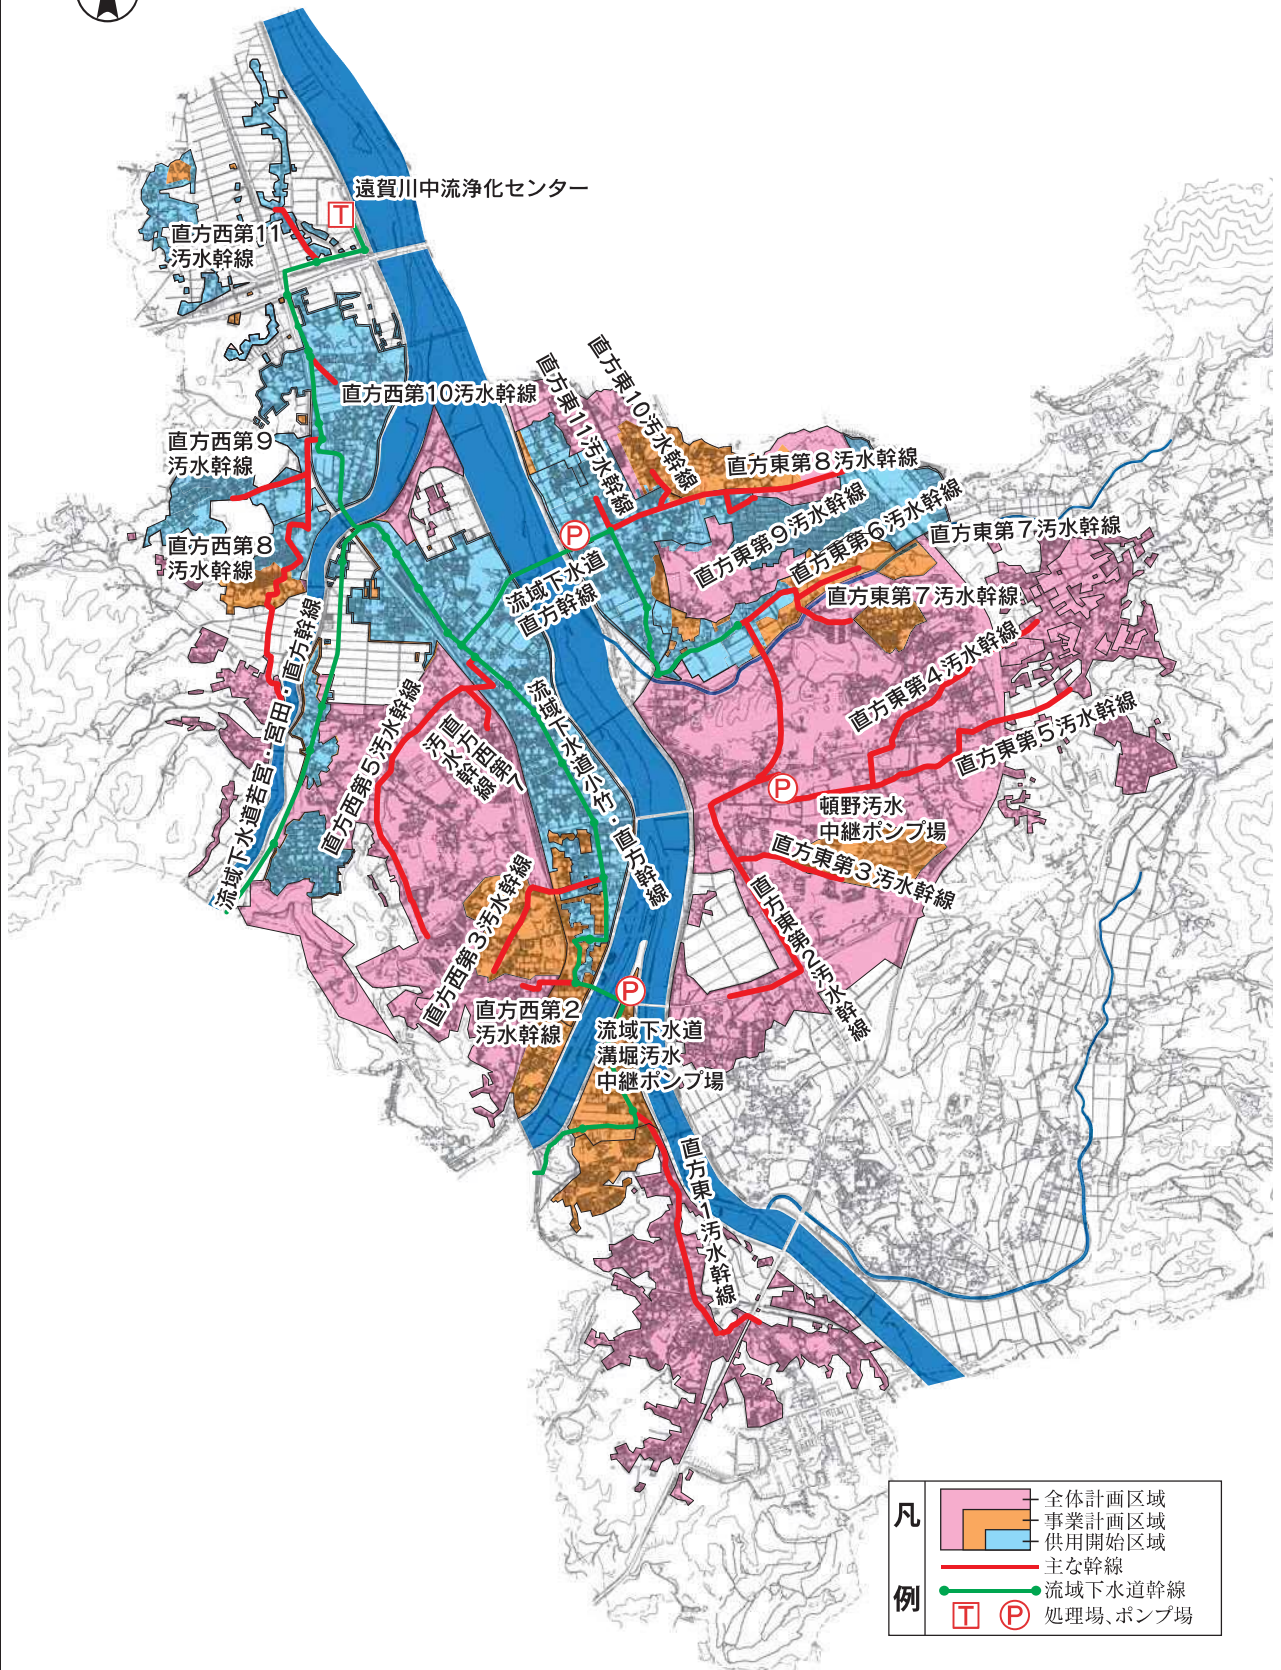 遠賀川中流浄化センター
T
直方西第11
汚水幹線
直方西第10汚水幹線
直方東11汚水幹線
直方東10汚水幹線
直方西第9
汚水幹線
直方東第8汚水幹線
直方東第9汚水幹線
直方東第6汚水幹線
直方東第7汚水幹線
P
直方西第8
汚水幹線
流域下水道
直方幹線
直方東第7汚水幹線
直方東第4汚水幹線
直方東第5汚水幹線
流域下水道若宮・宮田・直方幹線
直方西第5汚水幹線
直方西第7
汚水幹線
流域下水道小竹・直方幹線
P
頓野汚水
中継ポンプ場
直方東第3汚水幹線
直方東第2汚水幹線
直方西第3汚水幹線
直方西第2
汚水幹線
P
流域下水道
溝堀汚水
中継ポンプ場
直方東1汚水幹線
凡例
全体計画区域
事業計画区域
供用開始区域
主な幹線
流域下水道幹線
T P 処理場、ポンプ場